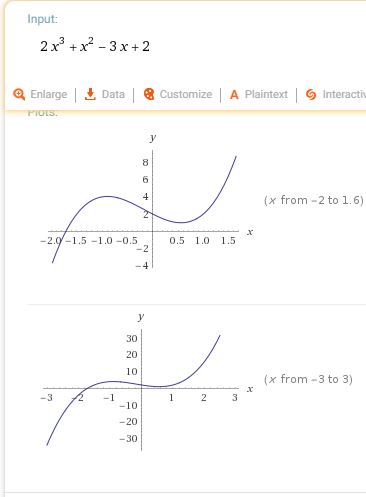 Input:
2 x³ + x² − 3 x + 2
Enlarge | Data | Customize | A Plaintext | Interactiv
Plots:
y
8
6
4
2
−2.0 −1.5 −1.0 −0.5 0.5 1.0 1.5 x
−2
−4
(x from −2 to 1.6)
y
30
20
10
−3 −2 −1 1 2 3 x
−10
−20
−30
(x from −3 to 3)